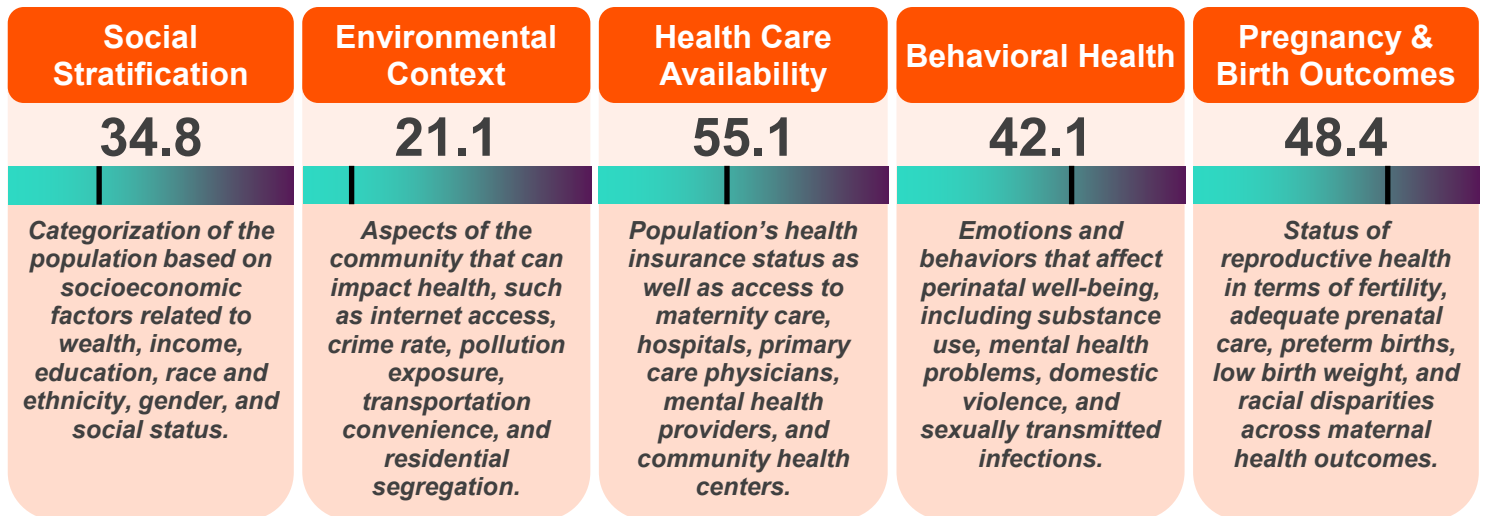 Social
Stratification
34.8
Categorization of the
population based on
socioeconomic
factors related to
wealth, income,
education, race and
ethnicity, gender, and
social status.
Environmental
Context
21.1
Aspects of the
community that can
impact health, such
as internet access,
crime rate, pollution
exposure,
transportation
convenience, and
residential
segregation.
Health Care
Availability
55.1
Population’s health
insurance status as
well as access to
maternity care,
hospitals, primary
care physicians,
mental health
providers, and
community health
centers.
Behavioral Health
42.1
Emotions and
behaviors that affect
perinatal well-being,
including substance
use, mental health
problems, domestic
violence, and
sexually transmitted
infections.
Pregnancy &
Birth Outcomes
48.4
Status of
reproductive health
in terms of fertility,
adequate prenatal
care, preterm births,
low birth weight, and
racial disparities
across maternal
health outcomes.